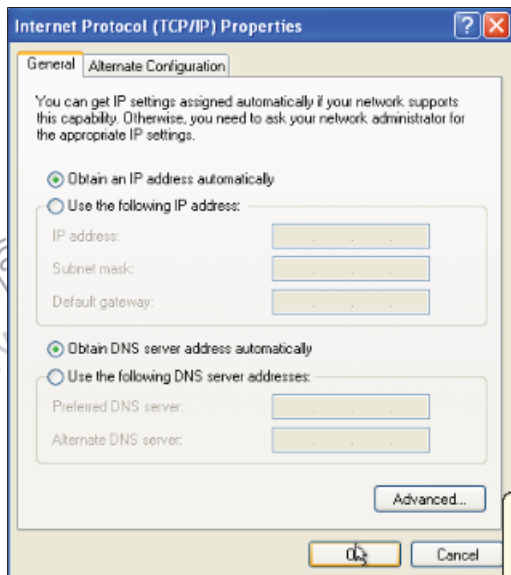 Internet Protocol (TCP/IP) Properties
General
Alternate Configuration
You can get IP settings assigned automatically if your network supports
this capability. Otherwise, you need to ask your network administrator for
the appropriate IP settings.
Obtain an IP address automatically
Use the following IP address:
IP address:
Subnet mask:
Default gateway:
Obtain DNS server address automatically
Use the following DNS server addresses:
Preferred DNS server:
Alternate DNS server:
Advanced...
Cancel